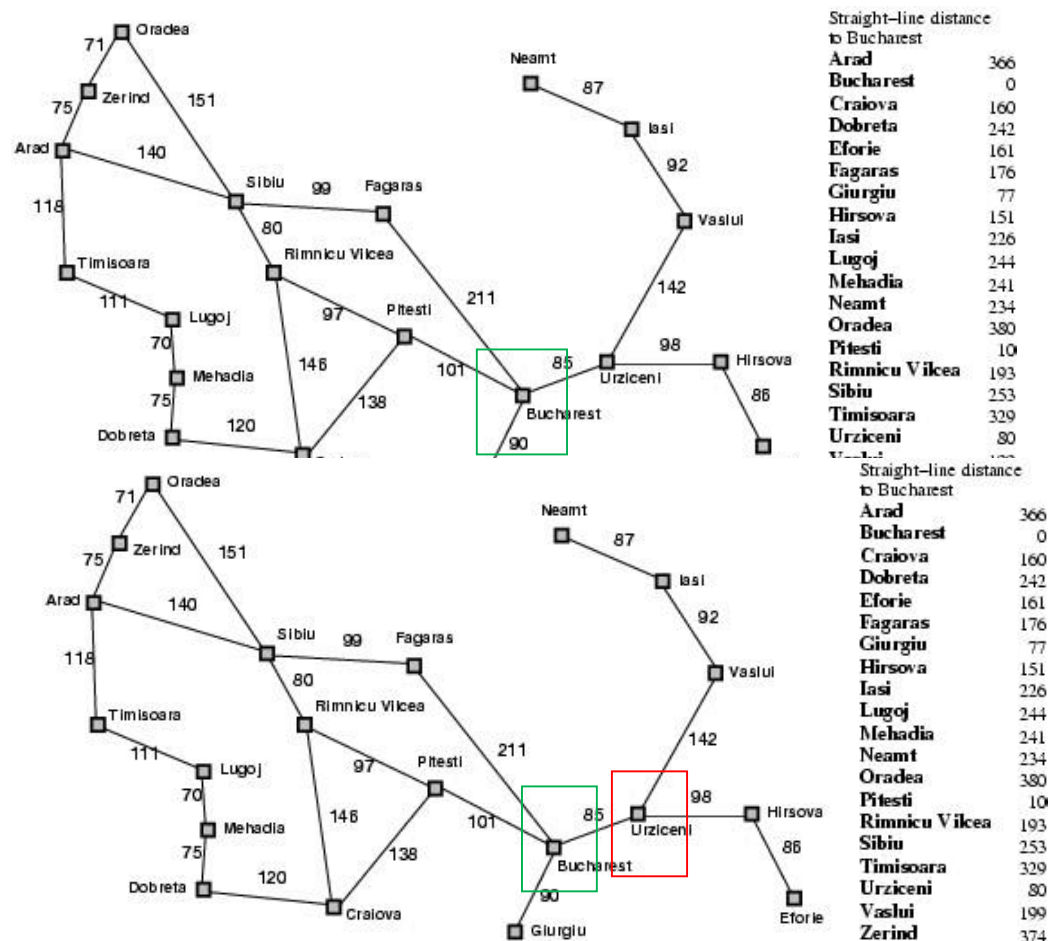 Oradea
71
Zerind
75
151
Arad
140
118
Sibiu
99
Fagaras
80
Rimnicu Vilcea
Timisoara
111
Lugoj
70
Mehadia
75
Dobreta
120
146
97
Pitesti
138
101
211
Neamt
87
Iasi
92
Vaslui
142
85
98
Urziceni
Hirsova
86
Bucharest
90
Straight–line distance
to Bucharest
Arad 366
Bucharest 0
Craiova 160
Dobreta 242
Eforie 161
Fagaras 176
Giurgiu 77
Hirsova 151
Iasi 226
Lugoj 244
Mehadia 241
Neamt 234
Oradea 380
Pitesti 10
Rimnicu Vilcea 193
Sibiu 253
Timisoara 329
Urziceni 80
Oradea
71
Zerind
75
151
Arad
140
118
Sibiu
99
Fagaras
80
Rimnicu Vilcea
Timisoara
111
Lugoj
70
Mehadia
75
Dobreta
120
Craiova
146
97
Pitesti
138
101
211
Neamt
87
Iasi
92
Vaslui
142
85
98
Urziceni
Hirsova
86
Eforie
Bucharest
90
Giurgiu
Straight–line distance
to Bucharest
Arad 366
Bucharest 0
Craiova 160
Dobreta 242
Eforie 161
Fagaras 176
Giurgiu 77
Hirsova 151
Iasi 226
Lugoj 244
Mehadia 241
Neamt 234
Oradea 380
Pitesti 10
Rimnicu Vilcea 193
Sibiu 253
Timisoara 329
Urziceni 80
Vaslui 199
Zerind 374